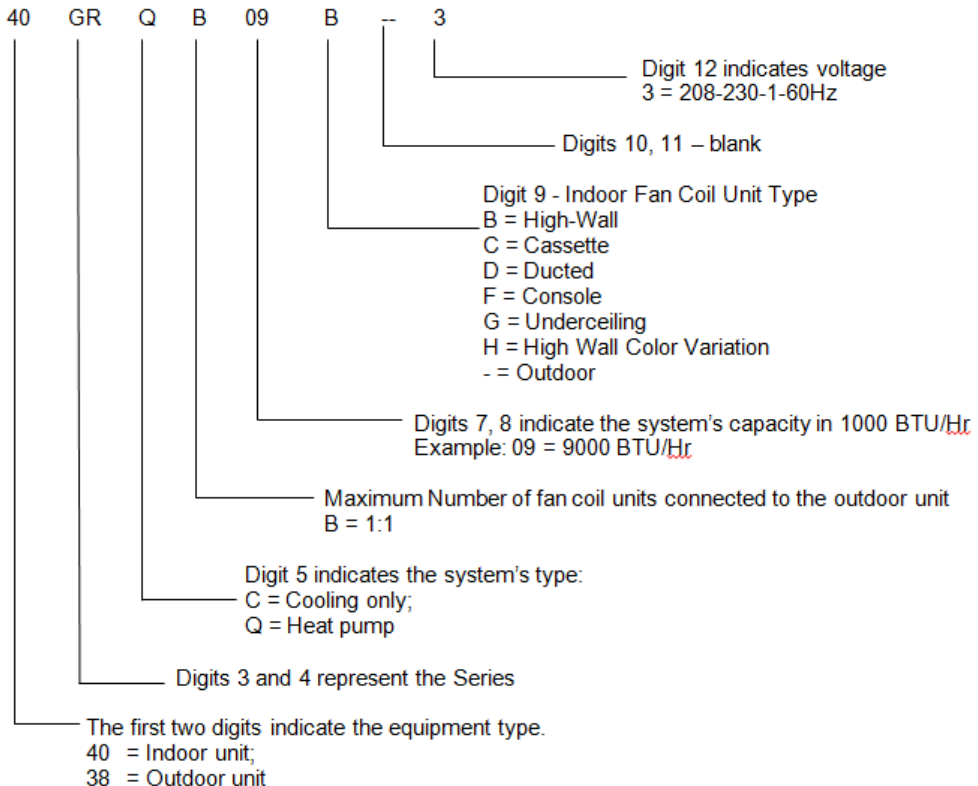 40 GR Q B 09 B -- 3
Digit 12 indicates voltage
3 = 208-230-1-60Hz
Digits 10, 11 – blank
Digit 9 - Indoor Fan Coil Unit Type
B = High-Wall
C = Cassette
D = Ducted
F = Console
G = Underceiling
H = High Wall Color Variation
- = Outdoor
Digits 7, 8 indicate the system's capacity in 1000 BTU/Hr
Example: 09 = 9000 BTU/Hr
Maximum Number of fan coil units connected to the outdoor unit
B = 1:1
Digit 5 indicates the system's type:
C = Cooling only;
Q = Heat pump
Digits 3 and 4 represent the Series
The first two digits indicate the equipment type.
40 = Indoor unit;
38 = Outdoor unit